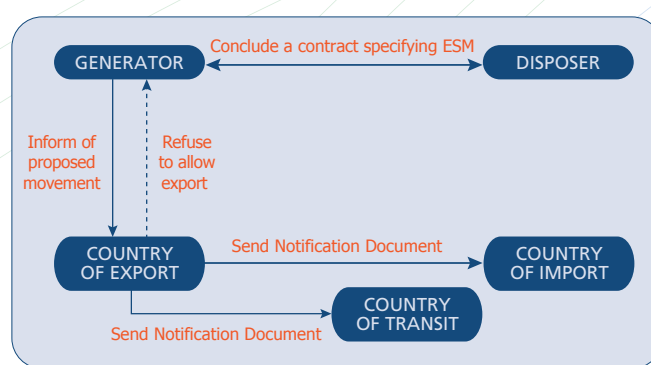 Conclude a contract specifying ESM
GENERATOR
DISPOSER
Inform of
proposed
movement
Refuse
to allow
export
COUNTRY
OF EXPORT
Send Notification Document
COUNTRY
OF IMPORT
COUNTRY
OF TRANSIT
Send Notification Document